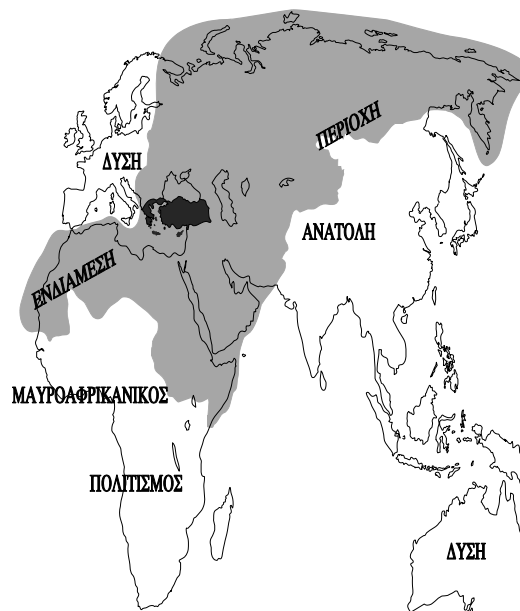 ΠΕΡΙΟΧΗ
ΔΥΣΗ
ΑΝΑΤΟΛΗ
ΕΝΔΙΑΜΕΣΗ
ΜΑΥΡΟΑΦΡΙΚΑΝΙΚΟΣ
ΠΟΛΙΤΙΣΜΟΣ
ΔΥΣΗ